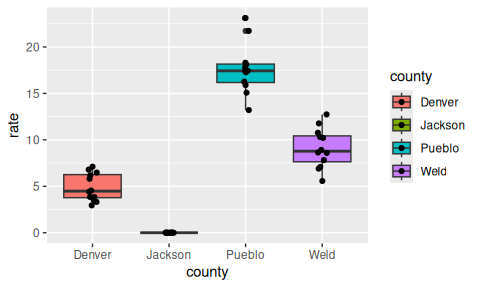 20
15
10
5
0
rate
Denver Jackson Pueblo Weld
county
county
Denver
Jackson
Pueblo
Weld